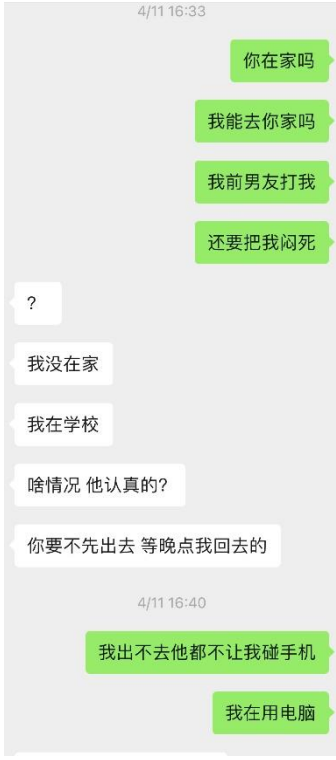 4/11 16:33
你在家吗
我能去你家吗
我前男友打我
还要把我闷死
?
我没在家
我在学校
啥情况 他认真的?
你要不先出去 等晚点我回去的
4/11 16:40
我出不去他都不让我碰手机
我在用电脑